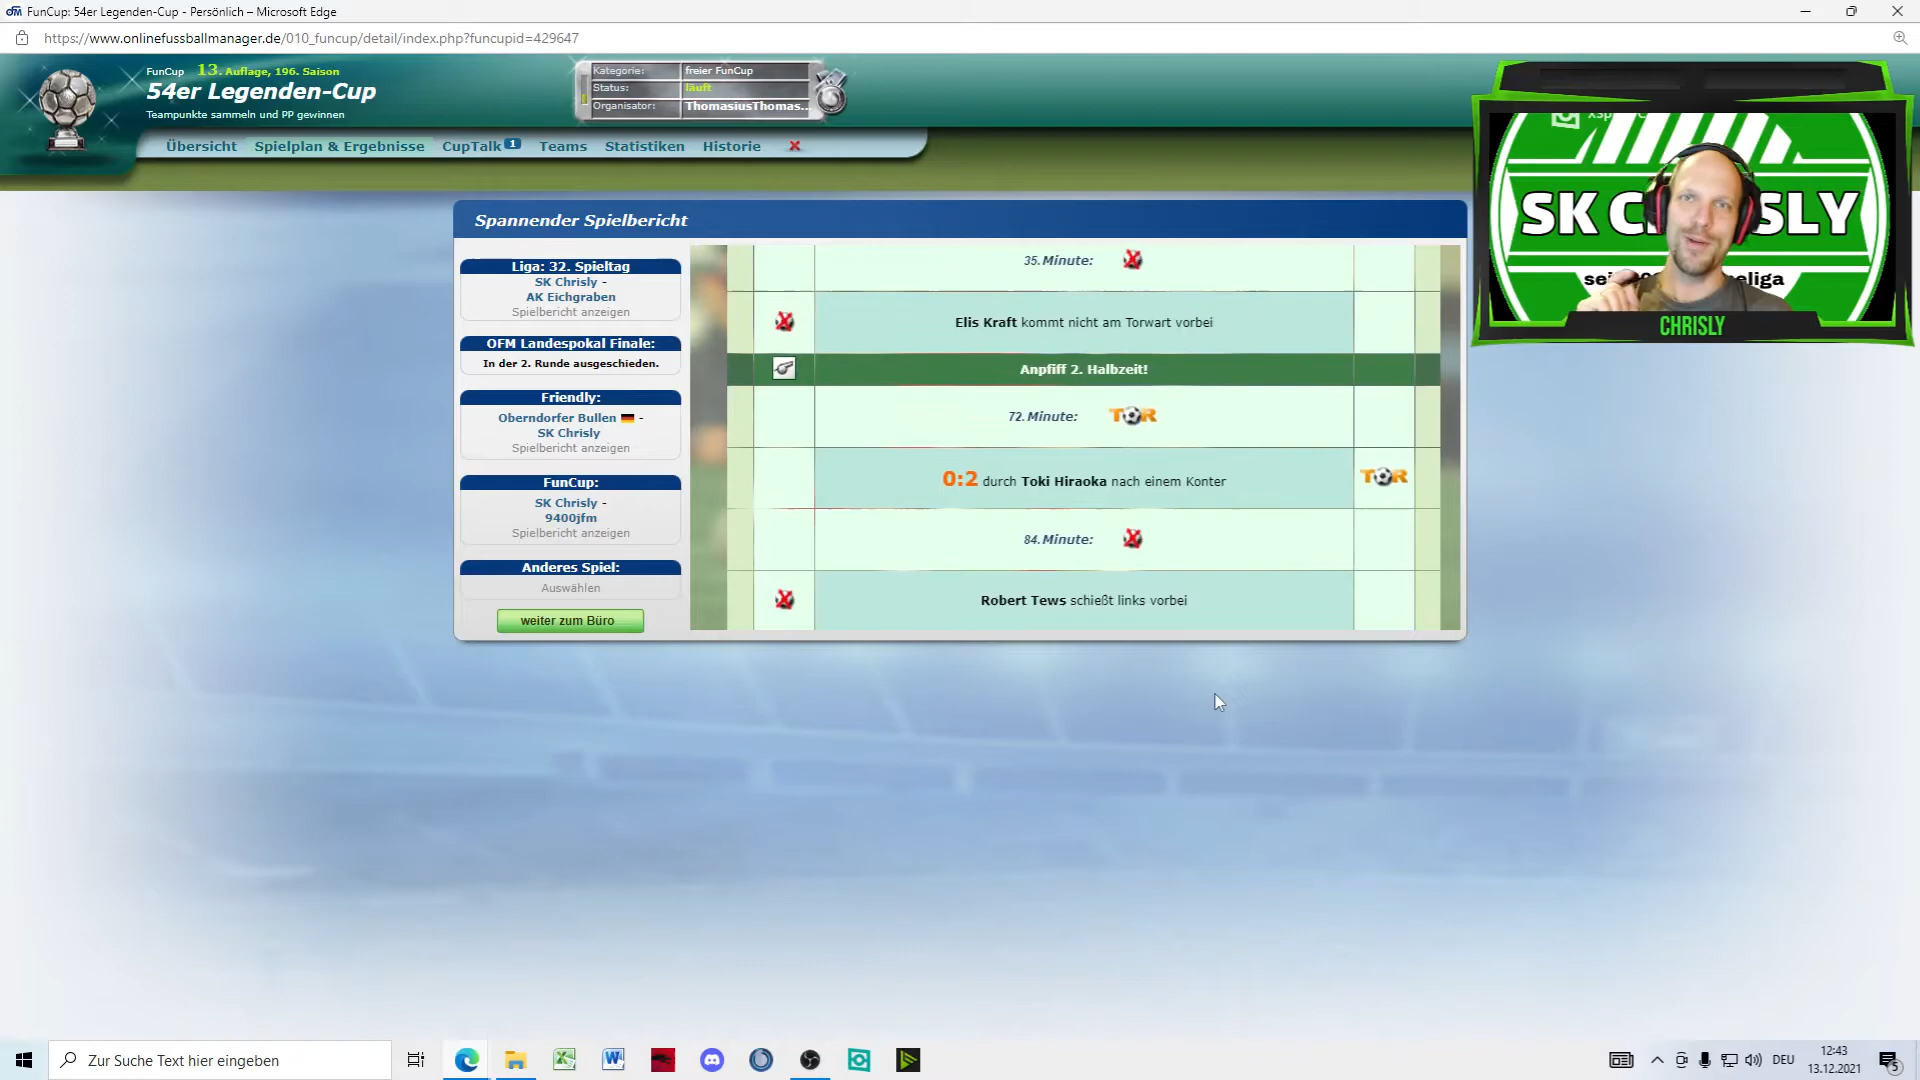 FunCup: 54er Legenden-Cup - Persönlich – Microsoft Edge
https://www.onlinefussballmanager.de/010_funcup/detail/index.php?funcupid=429647
FunCup 13. Auflage, 196. Saison
54er Legenden-Cup
Teampunkte sammeln und PP gewinnen
Kategorie: freier FunCup
Status: läuft
Organisator: ThomasiusThomas...
Übersicht Spielplan & Ergebnisse CupTalk 1 Teams Statistiken Historie
Spannender Spielbericht
Liga: 32. Spieltag
SK Chrisly -
AK Eichgraben
Spielbericht anzeigen
OFM Landespokal Finale:
In der 2. Runde ausgeschieden.
Friendly:
Oberndorfer Bullen -
SK Chrisly
Spielbericht anzeigen
FunCup:
SK Chrisly -
9400jfm
Spielbericht anzeigen
Anderes Spiel:
Auswählen
weiter zum Büro
35.Minute:
Elis Kraft kommt nicht am Torwart vorbei
Anpfiff 2. Halbzeit!
72.Minute: TOR
0:2 durch Toki Hiraoka nach einem Konter TOR
84.Minute:
Robert Tews schießt links vorbei
SK C SLY
CHRISLY
Zur Suche Text hier eingeben
DEU
12:43
13.12.2021
5